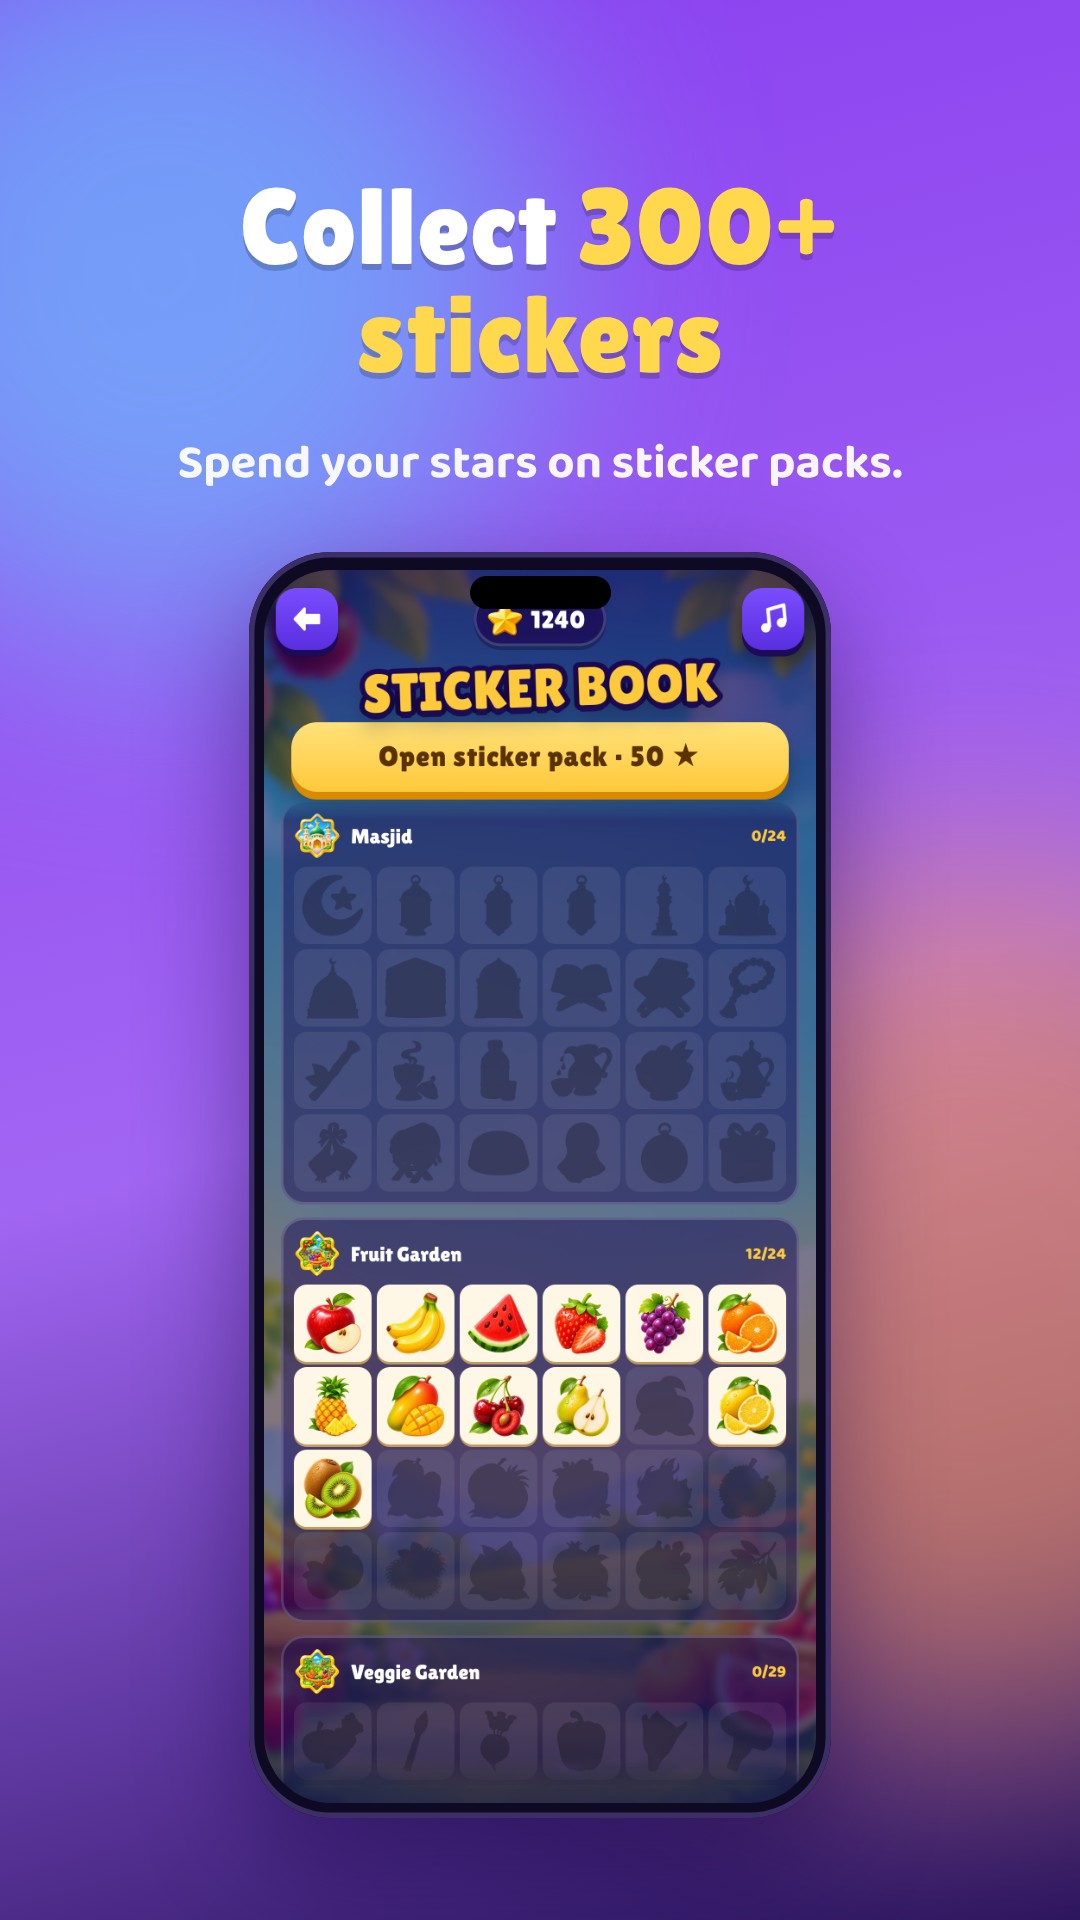 Collect 300+
stickers
Spend your stars on sticker packs.
1240
STICKER BOOK
Open sticker pack · 50 ★
Masjid 0/24
Fruit Garden 12/24
Veggie Garden 0/29